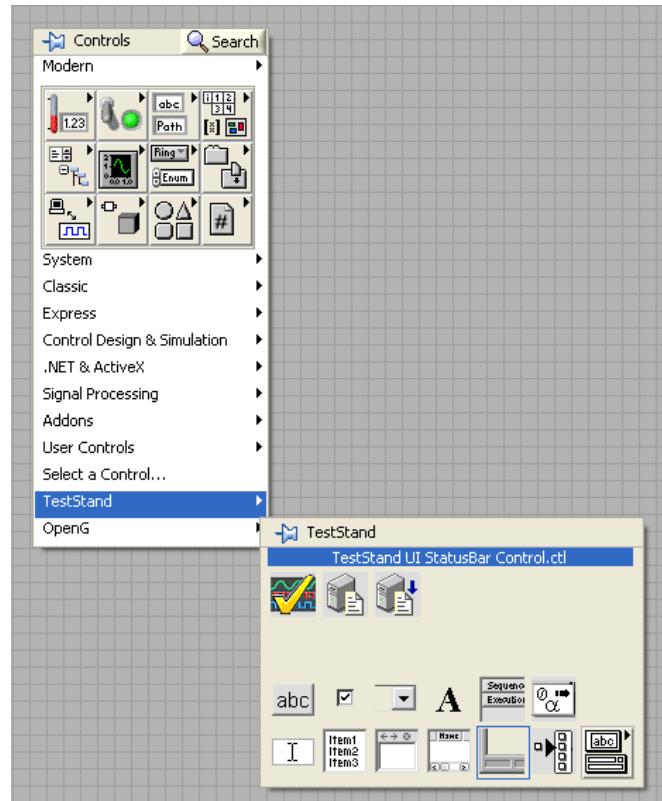 Controls
Search
Modern
1.23
abc
Path
1 2
3 4
Ring
Enum
#
System
Classic
Express
Control Design & Simulation
.NET & ActiveX
Signal Processing
Addons
User Controls
Select a Control...
TestStand
OpenG
TestStand
TestStand UI StatusBar Control.ctl
abc
A
Execution
Item1
Item2
Item3
abc